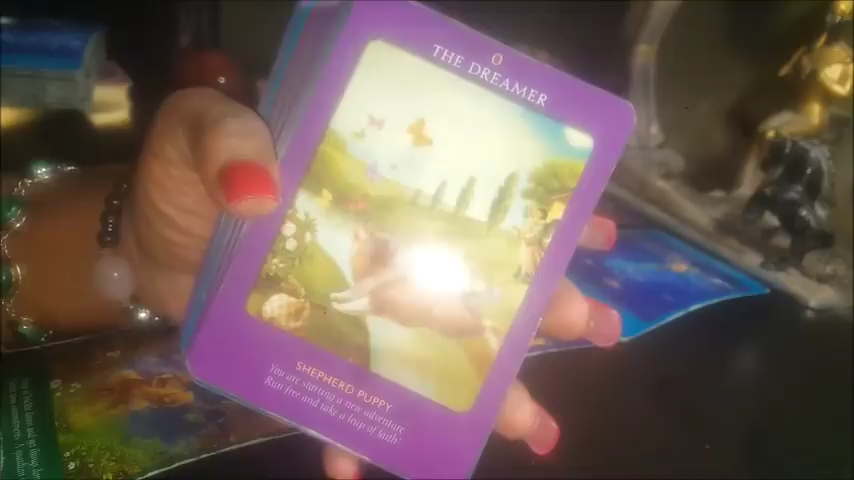 0
THE DREAMER
SHEPHERD PUPPY
You are starting a new adventure
Run free and take a leap of faith!